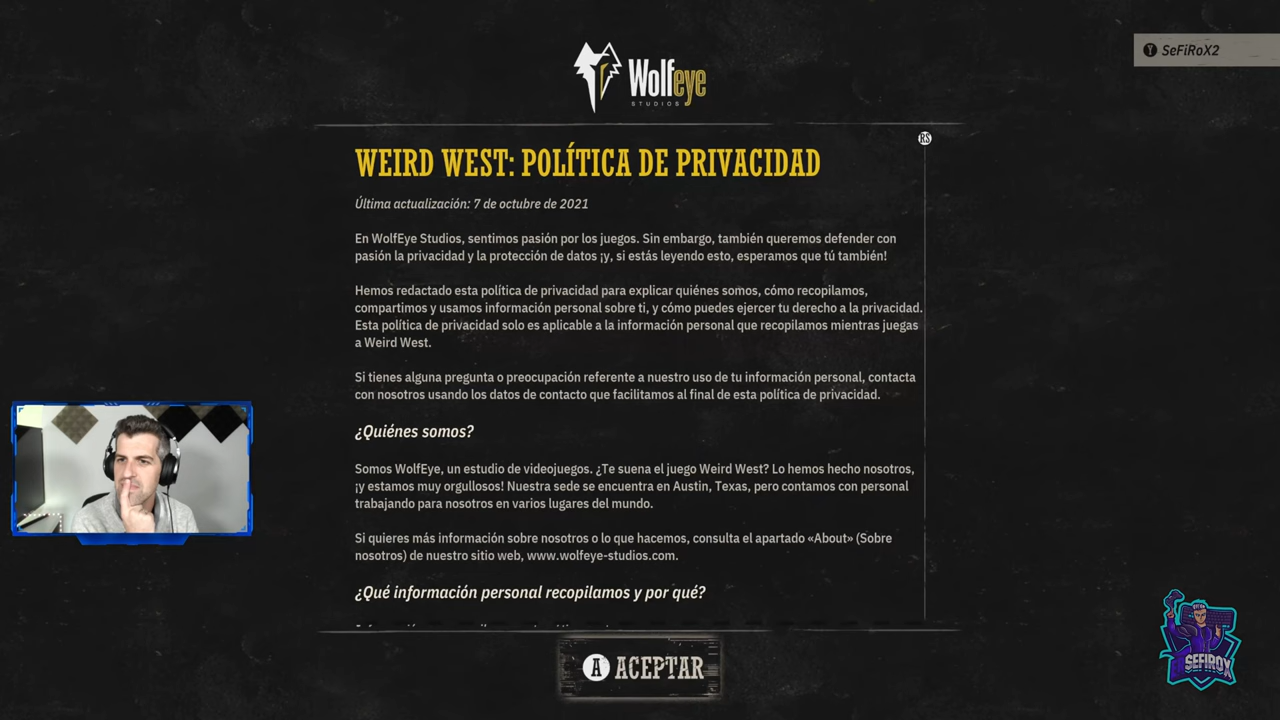 Wolfeye
STUDIOS
Y SeFiRoX2
RS
WEIRD WEST: POLÍTICA DE PRIVACIDAD
Última actualización: 7 de octubre de 2021
En WolfEye Studios, sentimos pasión por los juegos. Sin embargo, también queremos defender con
pasión la privacidad y la protección de datos ¡y, si estás leyendo esto, esperamos que tú también!
Hemos redactado esta política de privacidad para explicar quiénes somos, cómo recopilamos,
compartimos y usamos información personal sobre ti, y cómo puedes ejercer tu derecho a la privacidad.
Esta política de privacidad solo es aplicable a la información personal que recopilamos mientras juegas
a Weird West.
Si tienes alguna pregunta o preocupación referente a nuestro uso de tu información personal, contacta
con nosotros usando los datos de contacto que facilitamos al final de esta política de privacidad.
¿Quiénes somos?
Somos WolfEye, un estudio de videojuegos. ¿Te suena el juego Weird West? Lo hemos hecho nosotros,
¡y estamos muy orgullosos! Nuestra sede se encuentra en Austin, Texas, pero contamos con personal
trabajando para nosotros en varios lugares del mundo.
Si quieres más información sobre nosotros o lo que hacemos, consulta el apartado «About» (Sobre
nosotros) de nuestro sitio web, www.wolfeye-studios.com.
¿Qué información personal recopilamos y por qué?
A ACEPTAR
SEFIROX